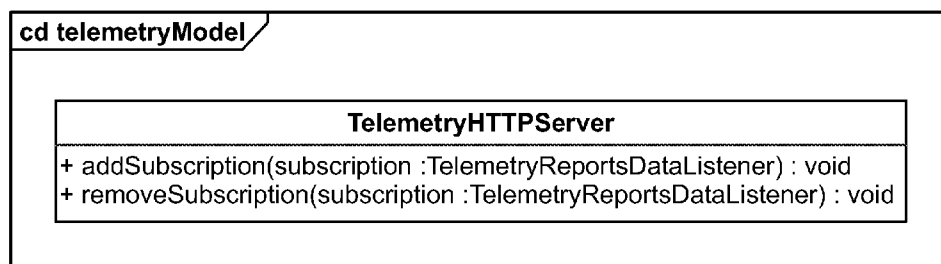 cd telemetryModel
TelemetryHTTPServer
+ addSubscription(subscription :TelemetryReportsDataListener) : void
+ removeSubscription(subscription :TelemetryReportsDataListener) : void